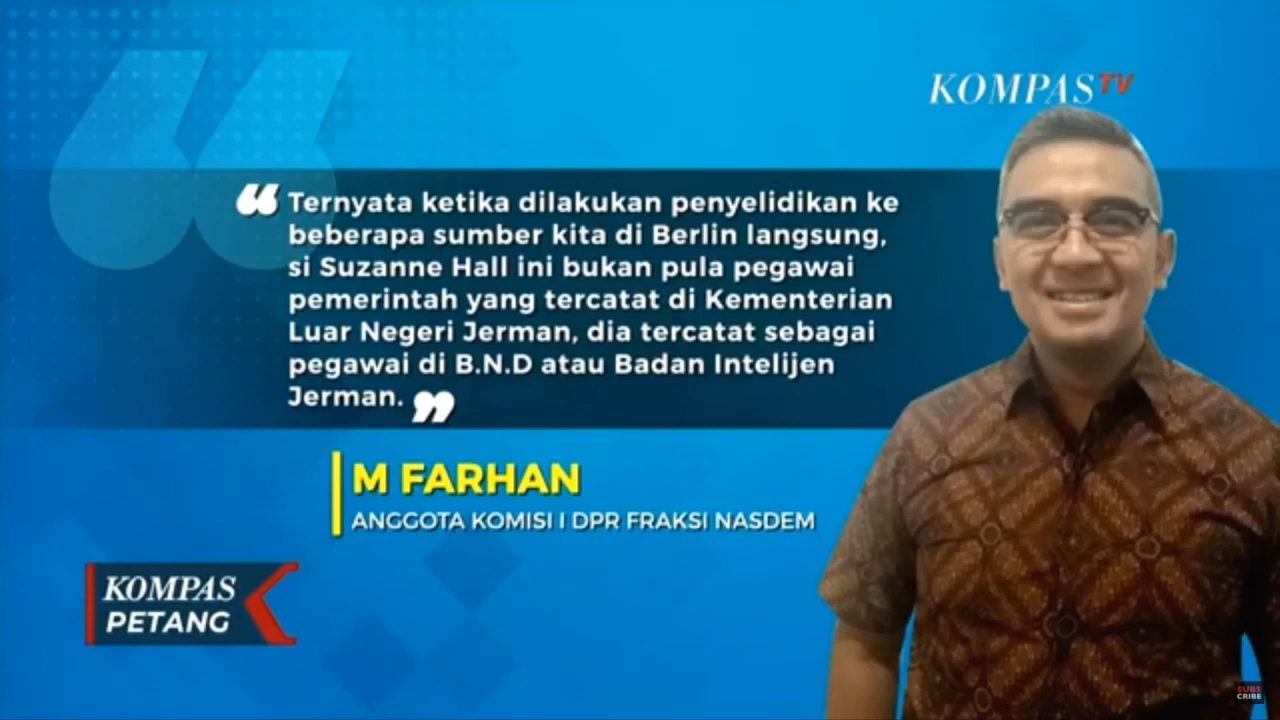 KOMPAS TV
Ternyata ketika dilakukan penyelidikan ke
beberapa sumber kita di Berlin langsung,
si Suzanne Hall ini bukan pula pegawai
pemerintah yang tercatat di Kementerian
Luar Negeri Jerman, dia tercatat sebagai
pegawai di B.N.D atau Badan Intelijen
Jerman.
M FARHAN
ANGGOTA KOMISI I DPR FRAKSI NASDEM
KOMPAS
PETANG
SUBS
CRIBE